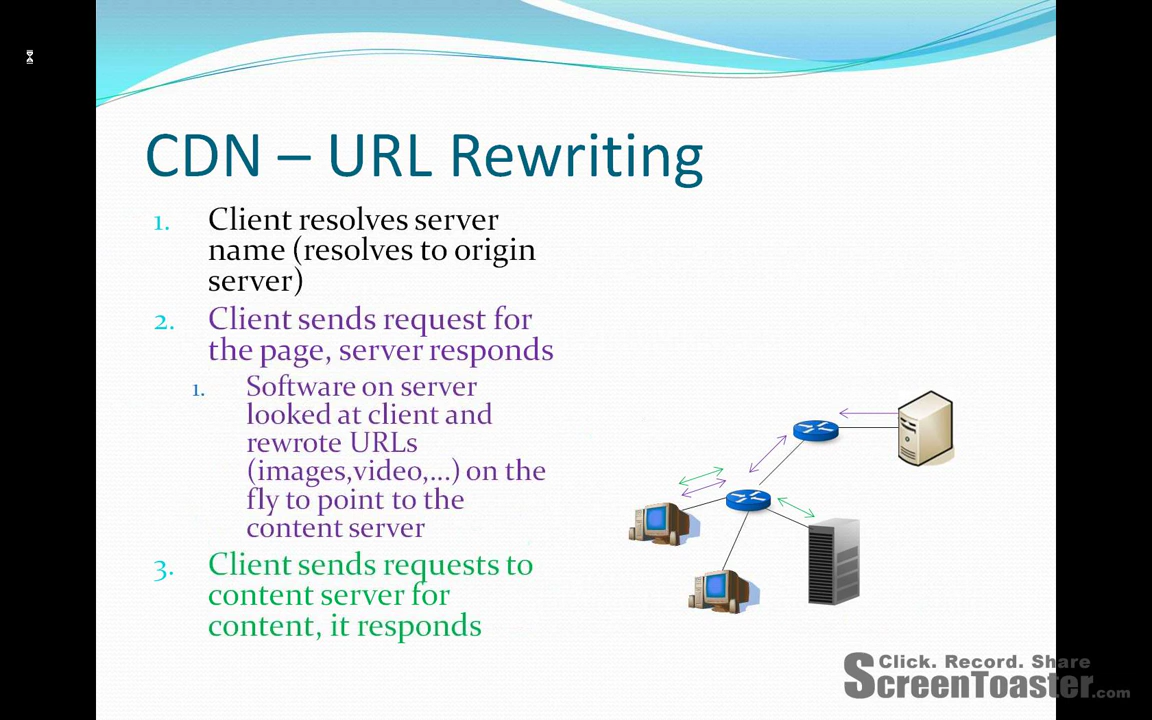 CDN – URL Rewriting
1. Client resolves server
name (resolves to origin
server)
2. Client sends request for
the page, server responds
1. Software on server
looked at client and
rewrote URLs
(images,video,...) on the
fly to point to the
content server
3. Client sends requests to
content server for
content, it responds
Click. Record. Share
ScreenToaster.com